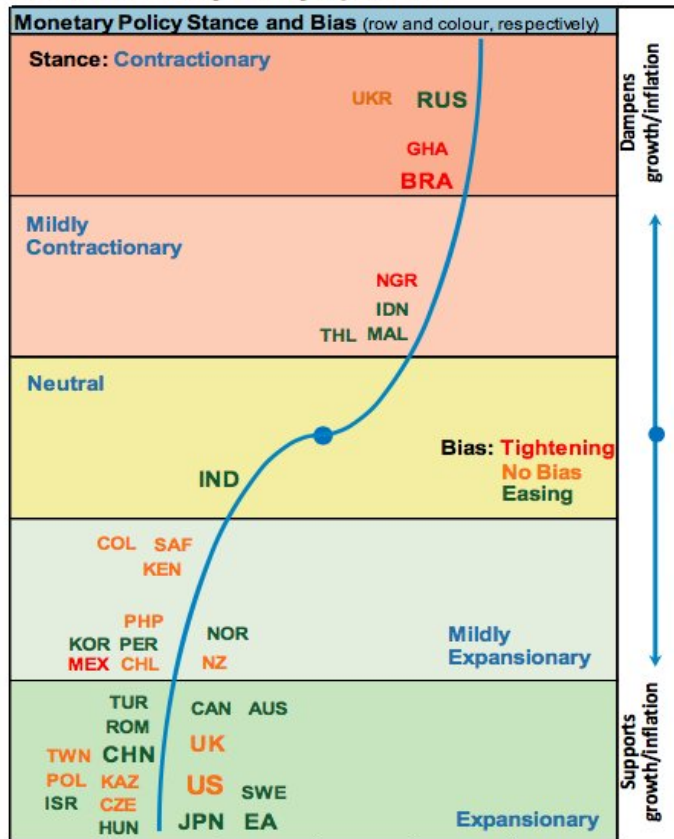 Monetary Policy Stance and Bias (row and colour, respectively)
Stance: Contractionary
UKR RUS
GHA
BRA
Dampens
growth/inflation
Mildly
Contractionary
NGR
IDN
THL MAL
Neutral
Bias: Tightening
No Bias
Easing
IND
COL SAF
KEN
PHP
KOR PER NOR
MEX CHL NZ
Mildly
Expansionary
TUR CAN AUS
ROM
UK
TWN CHN
POL KAZ US SWE
ISR CZE
HUN JPN EA
Expansionary
Supports
growth/inflation